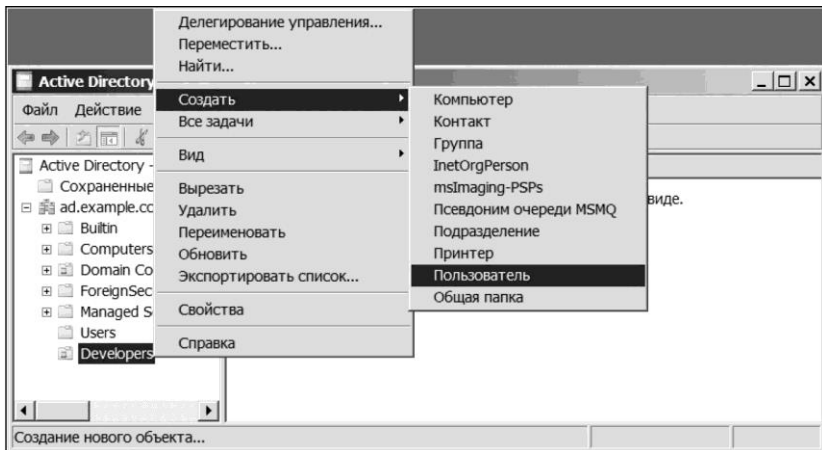 Делегирование управления...
Переместить...
Найти...
Создать
Все задачи
Вид
Вырезать
Удалить
Переименовать
Обновить
Экспортировать список...
Свойства
Справка
Компьютер
Контакт
Группа
InetOrgPerson
msImaging-PSPs
Псевдоним очереди MSMQ
Подразделение
Принтер
Пользователь
Общая папка
Active Directory
Файл Действие
Active Directory -
Сохраненные
ad.example.co
Builtin
Computers
Domain Co
ForeignSec
Managed S
Users
Developers
виде.
Создание нового объекта...